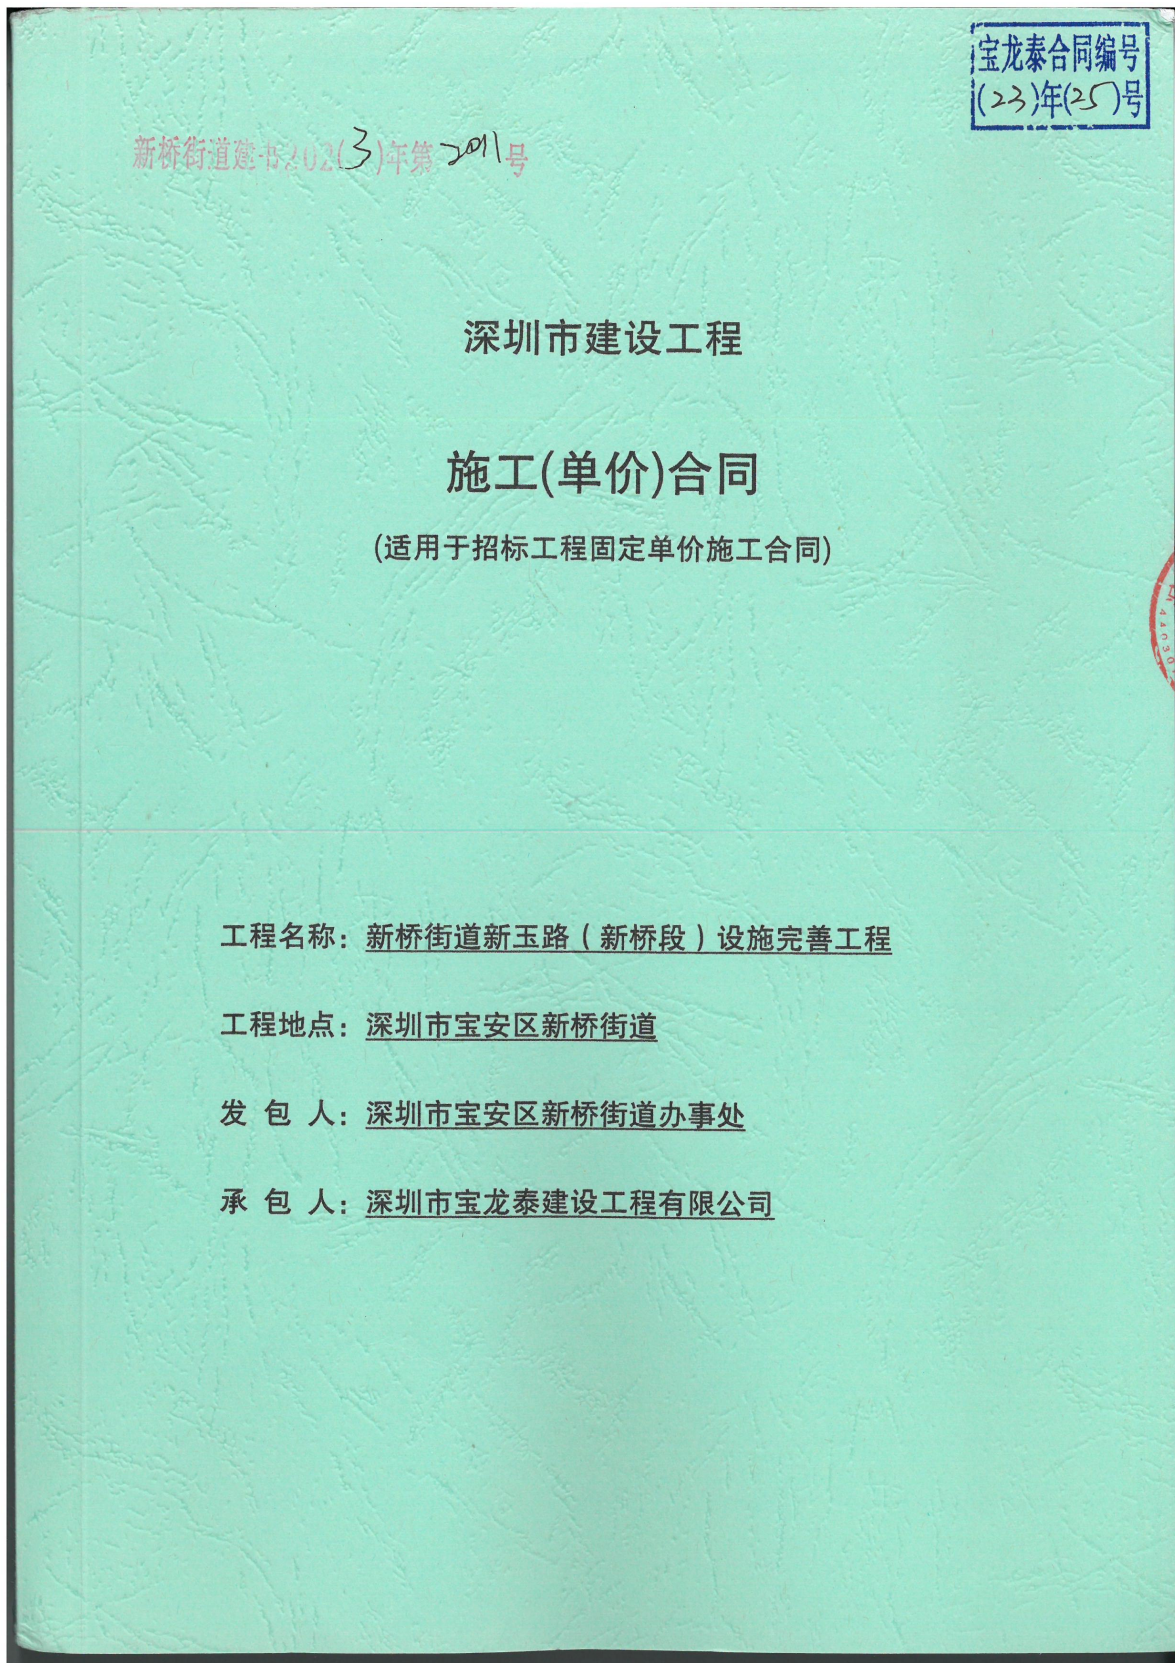 宝龙泰合同编号
(23)年(25)号
新桥街道建书202(3)年第2011号
深圳市建设工程
施工(单价)合同
(适用于招标工程固定单价施工合同)
44030
工程名称：新桥街道新玉路（新桥段）设施完善工程
工程地点：深圳市宝安区新桥街道
发 包 人：深圳市宝安区新桥街道办事处
承 包 人：深圳市宝龙泰建设工程有限公司